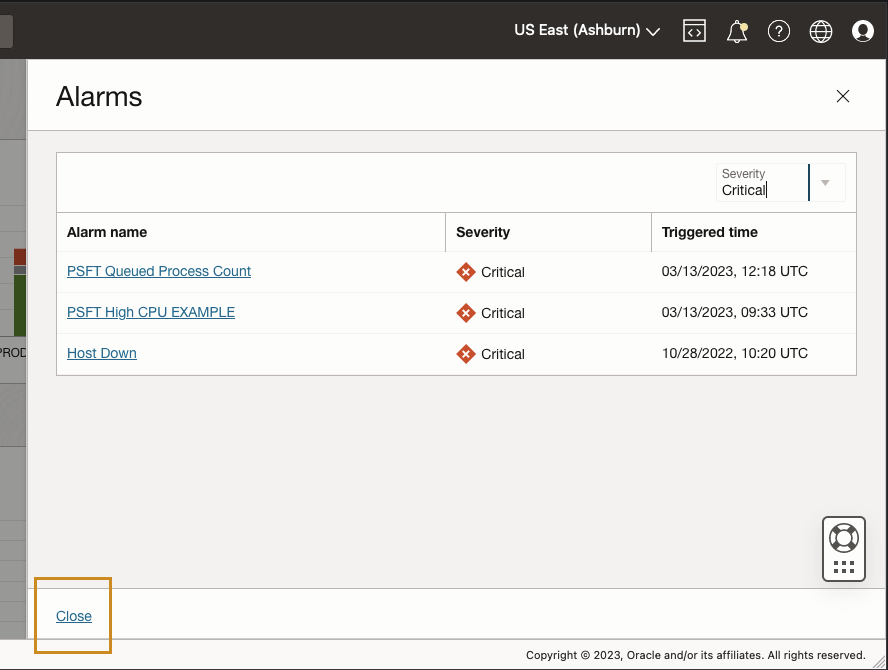 US East (Ashburn)
Alarms
Severity
Critical
Alarm name Severity Triggered time
PSFT Queued Process Count Critical 03/13/2023, 12:18 UTC
PSFT High CPU EXAMPLE Critical 03/13/2023, 09:33 UTC
PROD
Host Down Critical 10/28/2022, 10:20 UTC
Close
Copyright © 2023, Oracle and/or its affiliates. All rights reserved.